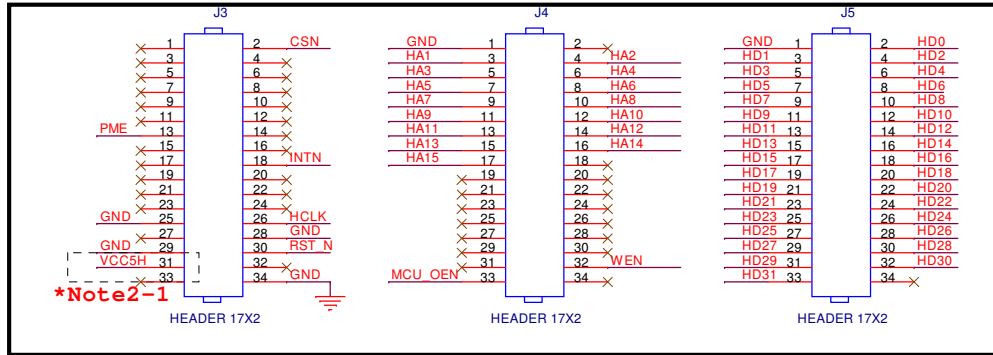 J3 J4 J5
1 2 CSN GND 1 2 GND 1 2 HD0
3 4 HA1 3 4 HA2 HD1 3 4 HD2
5 6 HA3 5 6 HA4 HD3 5 6 HD4
7 8 HA5 7 8 HA6 HD5 7 8 HD6
9 10 HA7 9 10 HA8 HD7 9 10 HD8
11 12 HA9 11 12 HA10 HD9 11 12 HD10
PME 13 14 HA11 13 14 HA12 HD11 13 14 HD12
15 16 HA13 15 16 HA14 HD13 15 16 HD14
17 18 INTN HA15 17 18 HD15 17 18 HD16
19 20 19 20 HD17 19 20 HD18
21 22 21 22 HD19 21 22 HD20
23 24 23 24 HD21 23 24 HD22
GND 25 26 HCLK 25 26 HD23 25 26 HD24
27 28 GND 27 28 HD25 27 28 HD26
GND 29 30 RST_N 29 30 HD27 29 30 HD28
VCC5H 31 32 31 32 WEN HD29 31 32 HD30
33 34 GND MCU_OEN 33 34 HD31 33 34
*Note2-1
HEADER 17X2 HEADER 17X2 HEADER 17X2